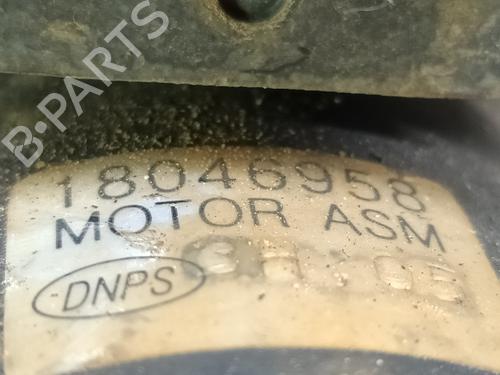 B-PARTS
18046958
MOTOR ASM
DNPS